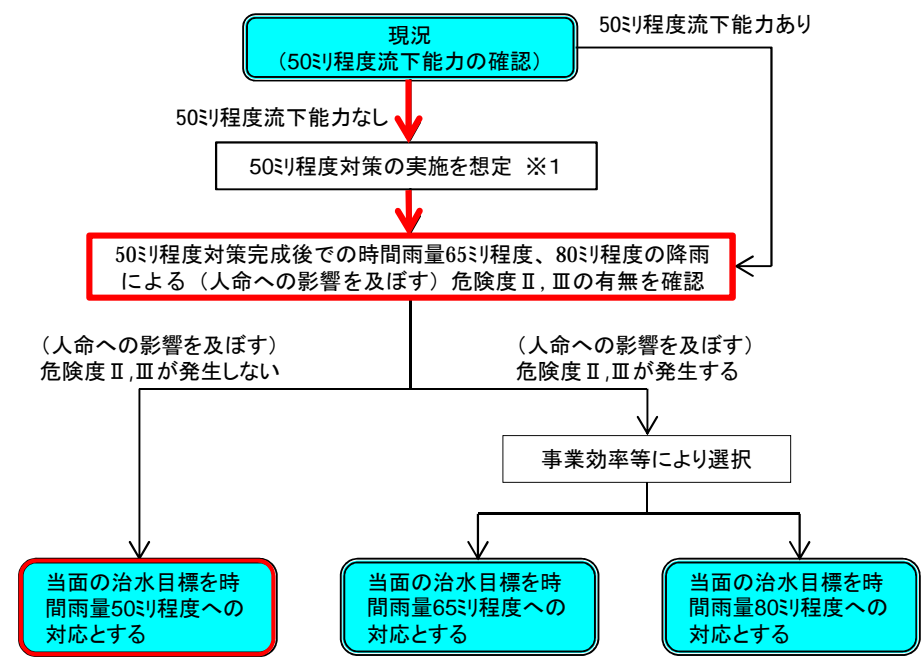 50ﾐﾘ程度流下能力あり
現況
（50ﾐﾘ程度流下能力の確認）
50ﾐﾘ程度流下能力なし
50ﾐﾘ程度対策の実施を想定 ※１
50ﾐﾘ程度対策完成後での時間雨量65ﾐﾘ程度、80ﾐﾘ程度の降雨
による（人命への影響を及ぼす）危険度Ⅱ,Ⅲの有無を確認
（人命への影響を及ぼす）
危険度Ⅱ,Ⅲが発生しない
（人命への影響を及ぼす）
危険度Ⅱ,Ⅲが発生する
事業効率等により選択
当面の治水目標を時
間雨量50ﾐﾘ程度への
対応とする
当面の治水目標を時
間雨量65ﾐﾘ程度への
対応とする
当面の治水目標を時
間雨量80ﾐﾘ程度への
対応とする